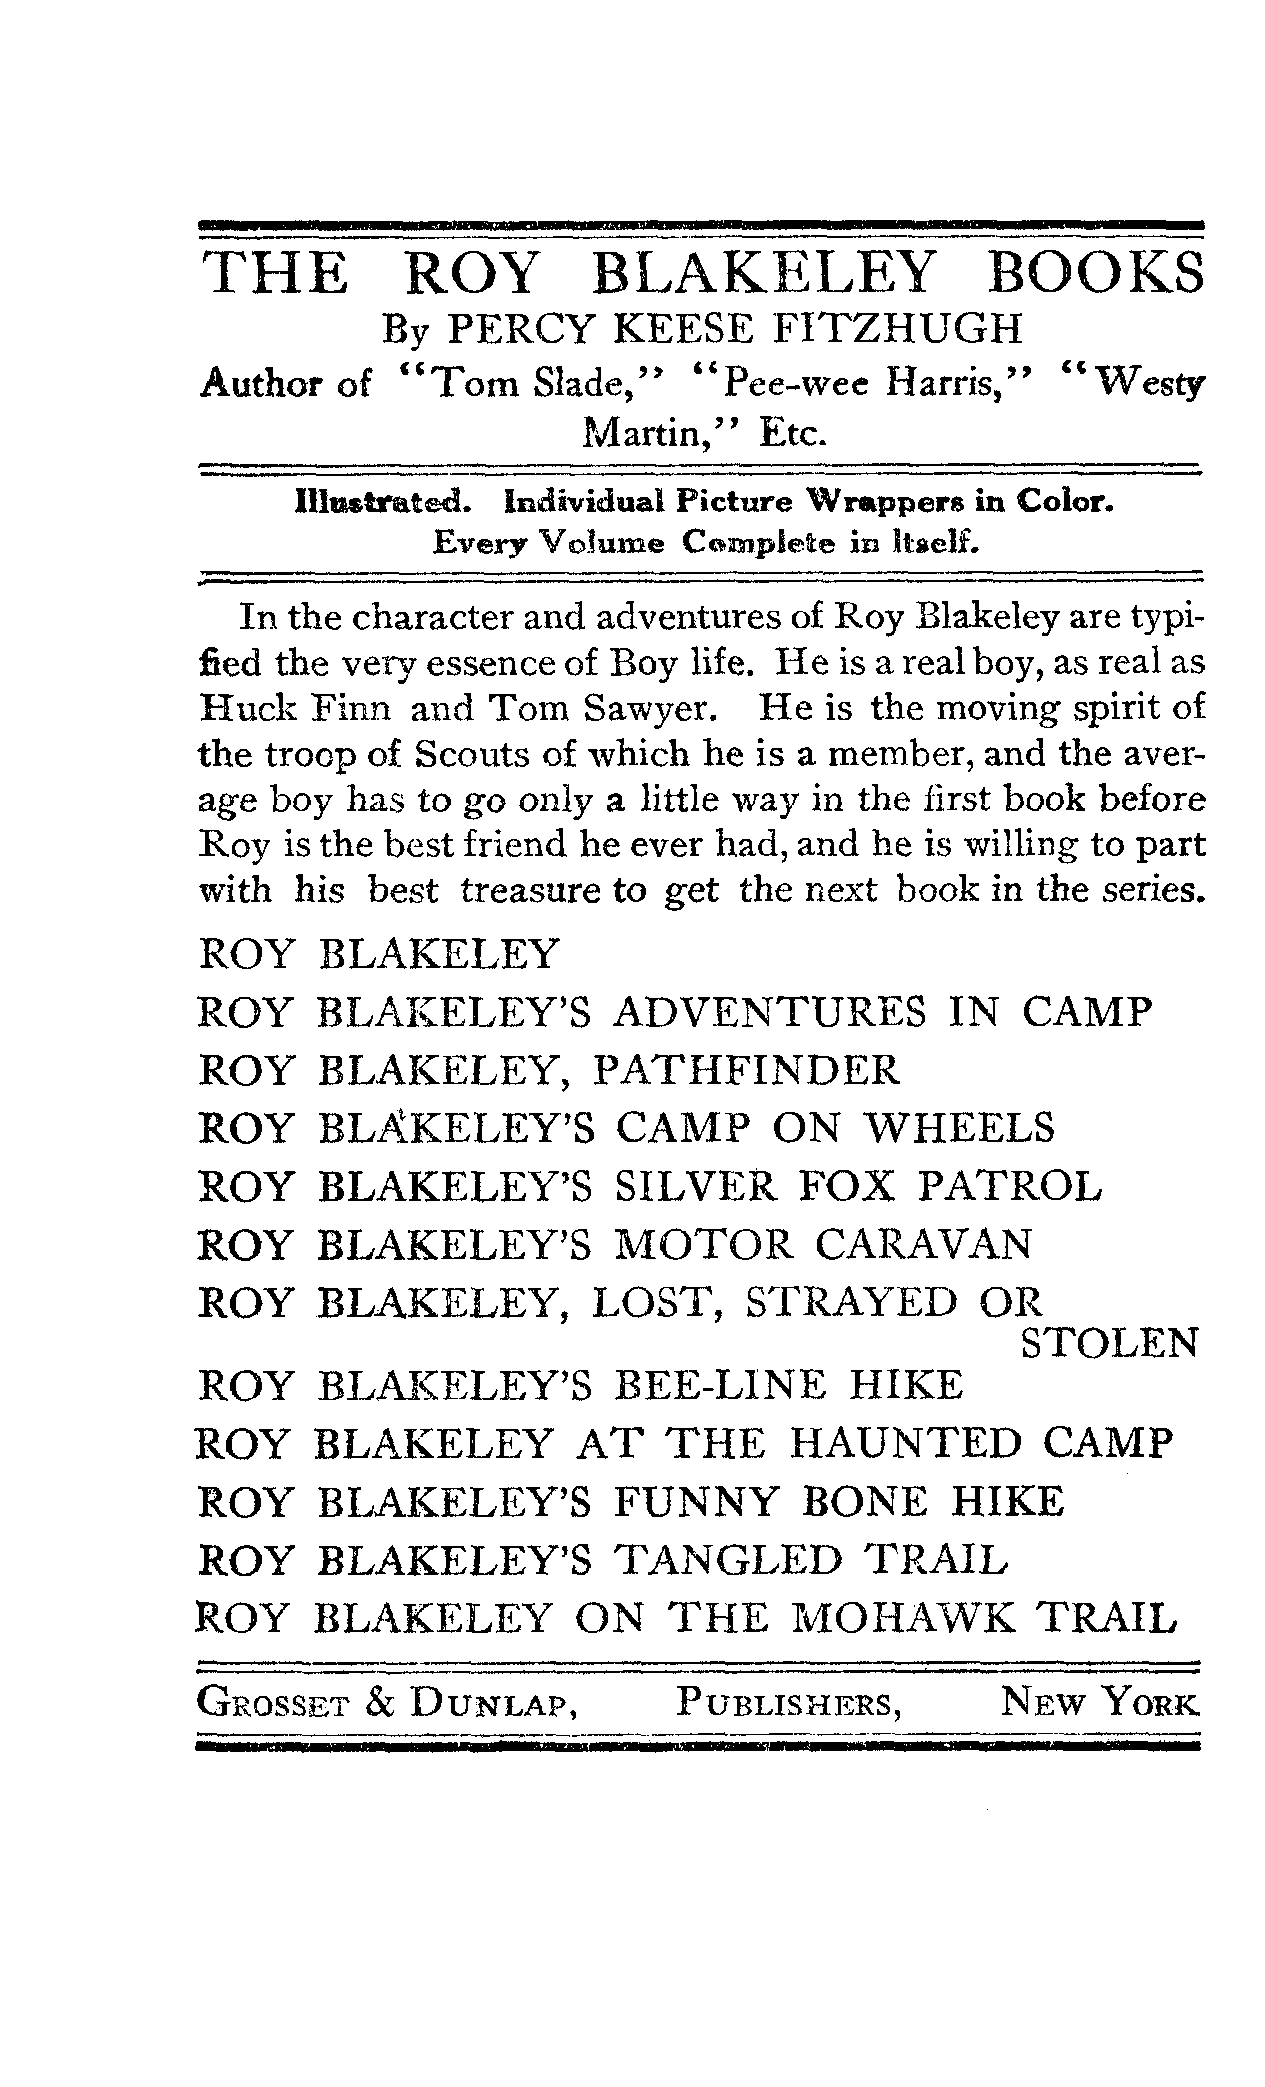 THE ROY BLAKELEY BOOKS
By PERCY KEESE FITZHUGH
Author of "Tom Slade," "Pee-wee Harris," "Westy
Martin," Etc.
Illustrated. Individual Picture Wrappers in Color.
Every Volume Complete in Itself.
In the character and adventures of Roy Blakeley are typi-
fied the very essence of Boy life. He is a real boy, as real as
Huck Finn and Tom Sawyer. He is the moving spirit of
the troop of Scouts of which he is a member, and the aver-
age boy has to go only a little way in the first book before
Roy is the best friend he ever had, and he is willing to part
with his best treasure to get the next book in the series.
ROY BLAKELEY
ROY BLAKELEY'S ADVENTURES IN CAMP
ROY BLAKELEY, PATHFINDER
ROY BLAKELEY'S CAMP ON WHEELS
ROY BLAKELEY'S SILVER FOX PATROL
ROY BLAKELEY'S MOTOR CARAVAN
ROY BLAKELEY, LOST, STRAYED OR
STOLEN
ROY BLAKELEY'S BEE-LINE HIKE
ROY BLAKELEY AT THE HAUNTED CAMP
ROY BLAKELEY'S FUNNY BONE HIKE
ROY BLAKELEY'S TANGLED TRAIL
ROY BLAKELEY ON THE MOHAWK TRAIL
GROSSET & DUNLAP, PUBLISHERS, NEW YORK